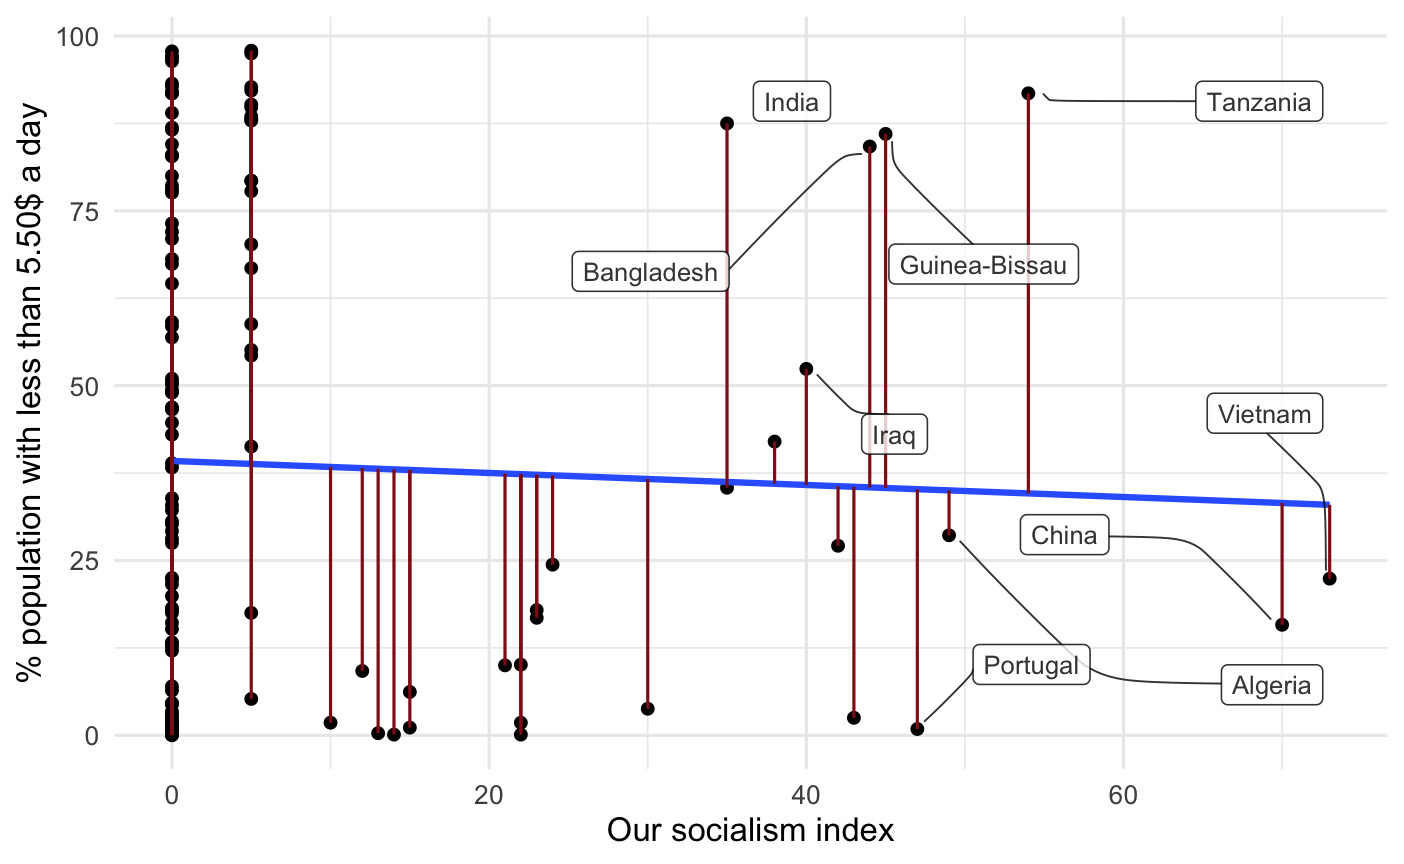 % population with less than 5.50$ a day
100
75
50
25
0
India
Tanzania
Bangladesh
Guinea-Bissau
Iraq
Vietnam
China
Portugal
Algeria
0 20 40 60
Our socialism index